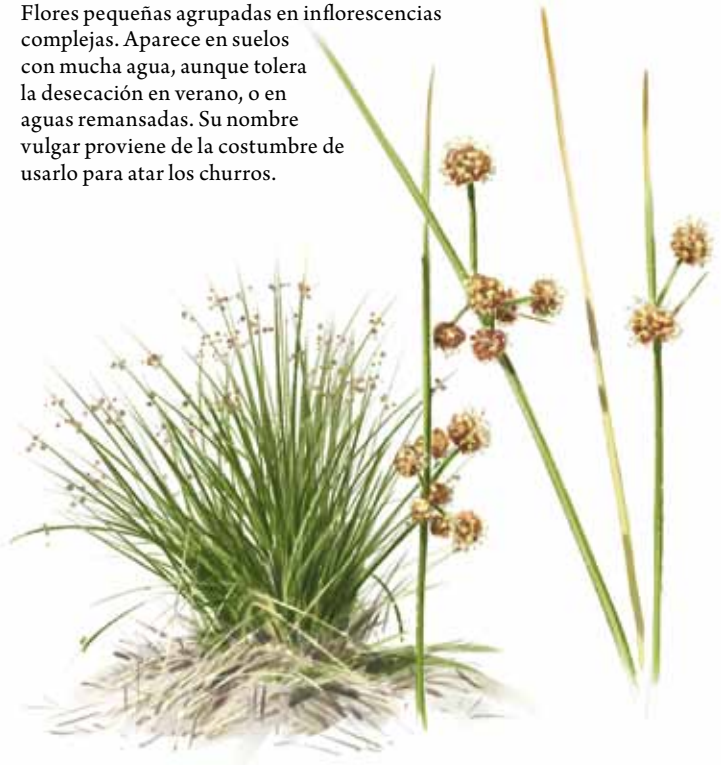 Flores pequeñas agrupadas en inflorescencias
complejas. Aparece en suelos
con mucha agua, aunque tolera
la desecación en verano, o en
aguas remansadas. Su nombre
vulgar proviene de la costumbre de
usarlo para atar los churros.